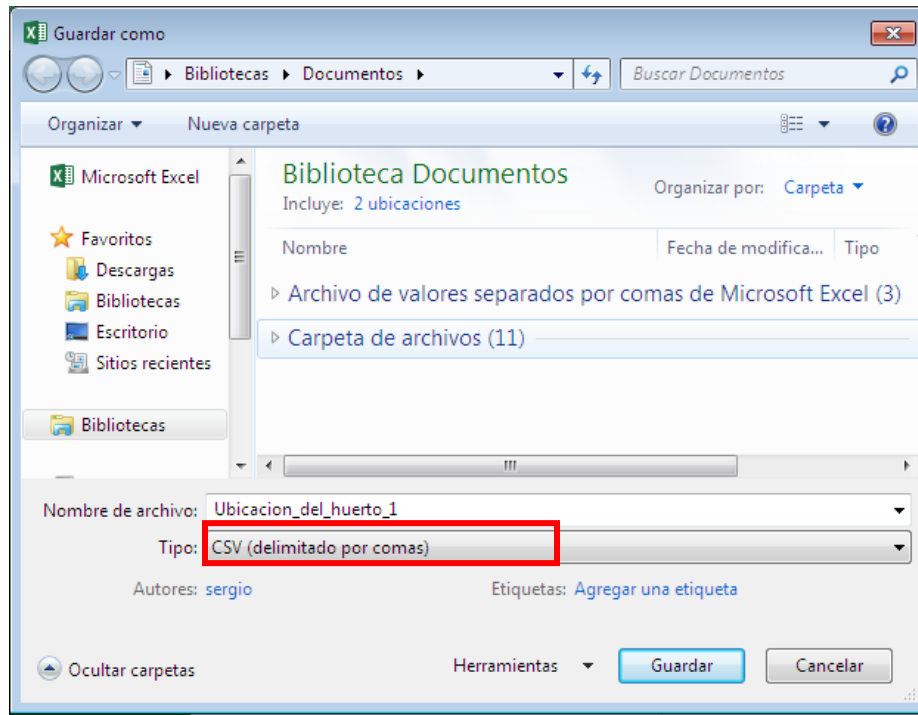 Guardar como
Bibliotecas Documentos
Buscar Documentos
Organizar Nueva carpeta
Microsoft Excel
Favoritos
Descargas
Bibliotecas
Escritorio
Sitios recientes
Bibliotecas
Biblioteca Documentos
Incluye: 2 ubicaciones
Organizar por: Carpeta
Nombre Fecha de modifica... Tipo
Archivo de valores separados por comas de Microsoft Excel (3)
Carpeta de archivos (11)
Nombre de archivo: Ubicacion_del_huerto_1
Tipo: CSV (delimitado por comas)
Autores: sergio Etiquetas: Agregar una etiqueta
Ocultar carpetas Herramientas Guardar Cancelar